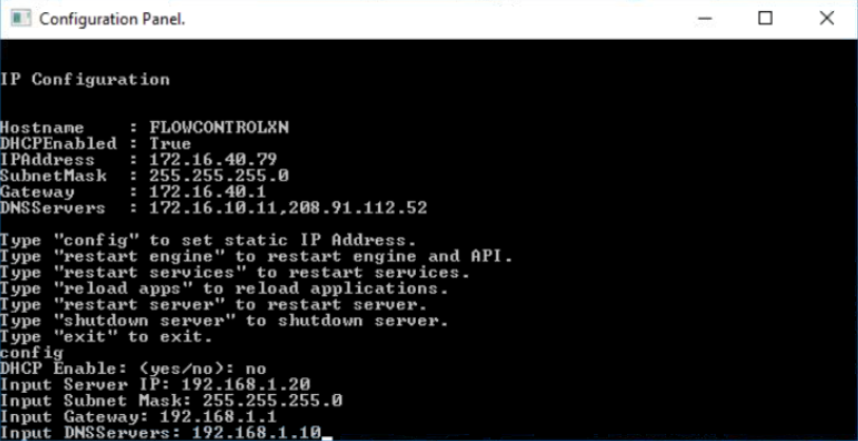 Configuration Panel.
IP Configuration
Hostname : FLOWCONTROLXN
DHCPEnabled : True
IPAddress : 172.16.40.79
SubnetMask : 255.255.255.0
Gateway : 172.16.40.1
DNSServers : 172.16.10.11,208.91.112.52
Type "config" to set static IP Address.
Type "restart engine" to restart engine and API.
Type "restart services" to restart services.
Type "reload apps" to reload applications.
Type "restart server" to restart server.
Type "shutdown server" to shutdown server.
Type "exit" to exit.
config
DHCP Enable: (yes/no): no
Input Server IP: 192.168.1.20
Input Subnet Mask: 255.255.255.0
Input Gateway: 192.168.1.1
Input DNSServers: 192.168.1.10_